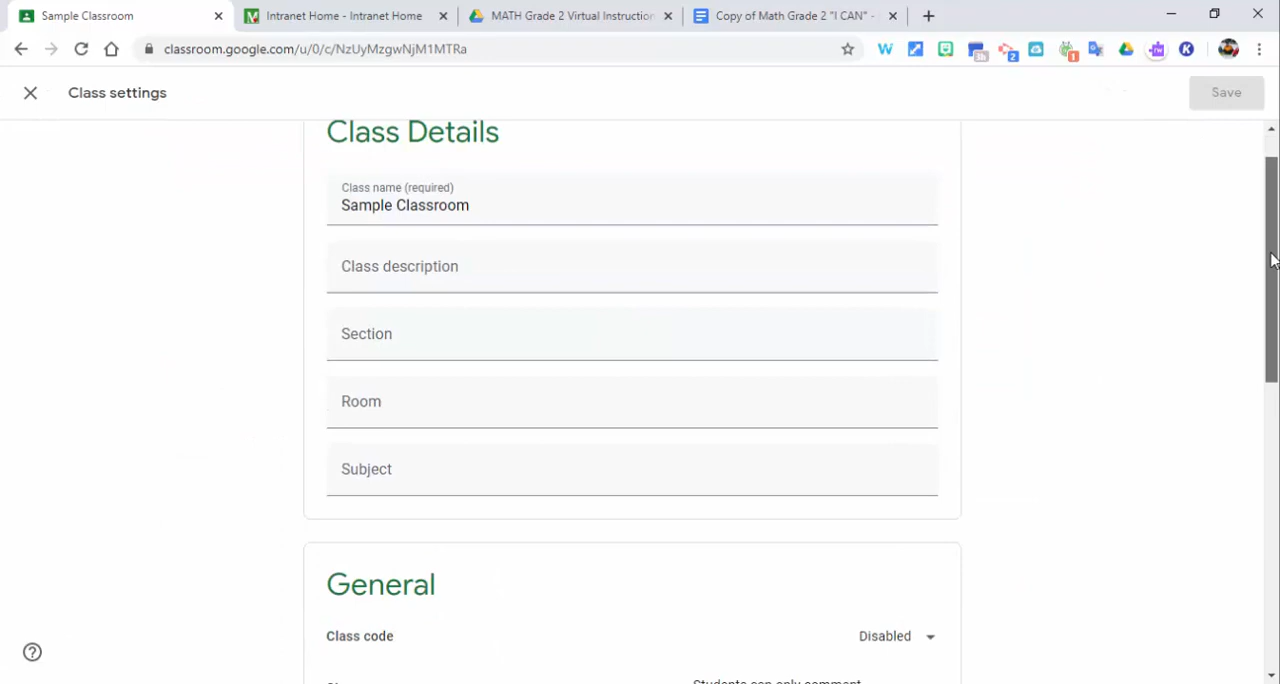 Sample Classroom
Intranet Home - Intranet Home
MATH Grade 2 Virtual Instruction
Copy of Math Grade 2 "I CAN" -
classroom.google.com/u/0/c/NzUyMzgwNjM1MTRa
Class settings
Save
Class Details
Class name (required)
Sample Classroom
Class description
Section
Room
Subject
General
Class code
Disabled
Students can only comment